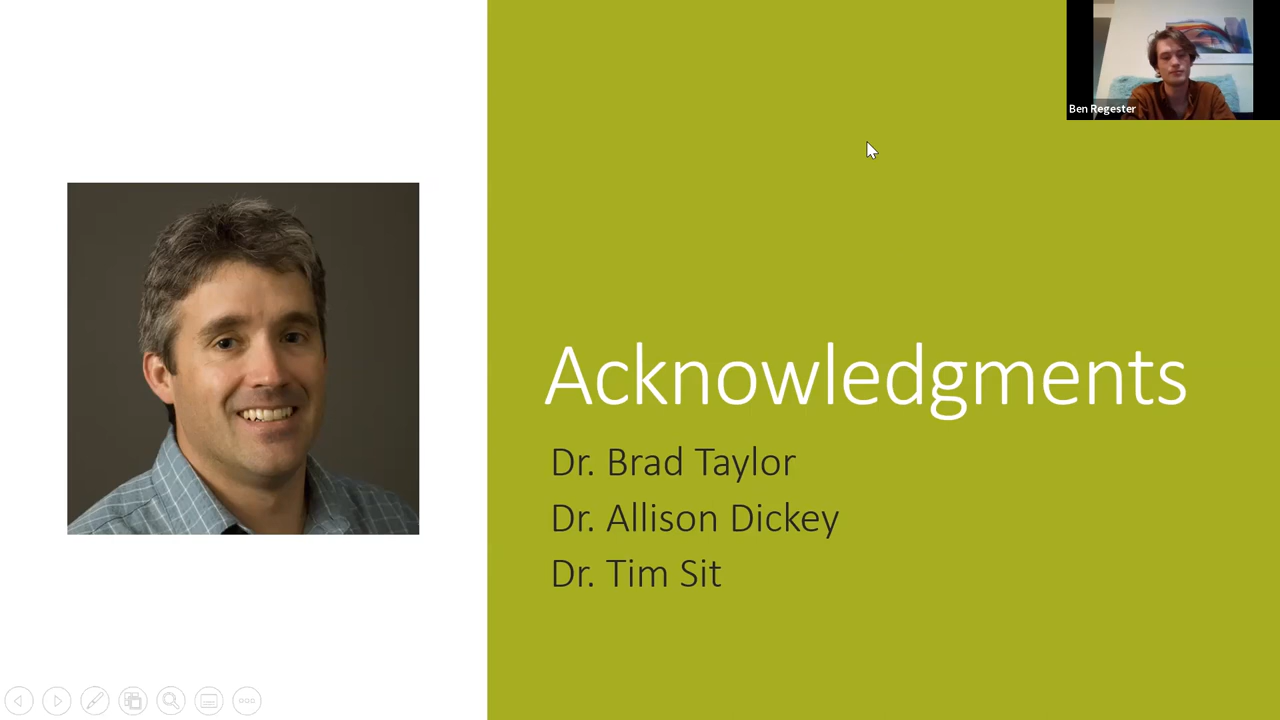 Ben Regester
Acknowledgments
Dr. Brad Taylor
Dr. Allison Dickey
Dr. Tim Sit